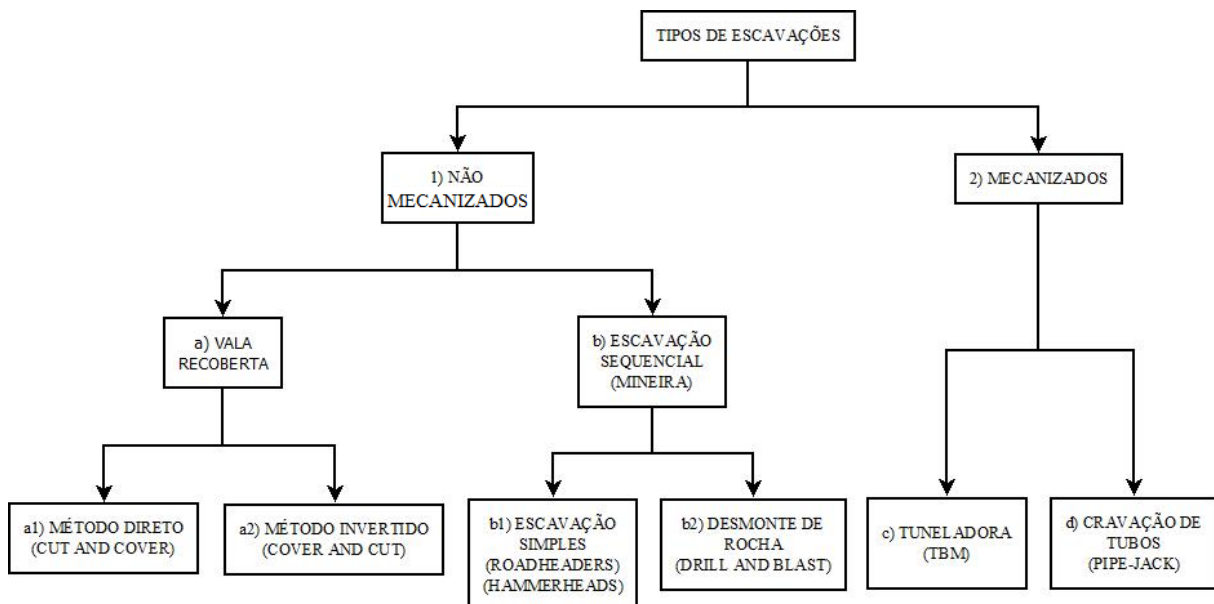 TIPOS DE ESCAVAÇÕES
1) NÃO
MECANIZADOS
2) MECANIZADOS
a) VALA
RECOBERTA
b) ESCAVAÇÃO
SEQUENCIAL
(MINEIRA)
a1) MÉTODO DIRETO
(CUT AND COVER)
a2) MÉTODO INVERTIDO
(COVER AND CUT)
b1) ESCAVAÇÃO
SIMPLES
(ROADHEADERS)
(HAMMERHEADS)
b2) DESMONTE DE
ROCHA
(DRILL AND BLAST)
c) TUNELADORA
(TBM)
d) CRAVAÇÃO DE
TUBOS
(PIPE-JACK)